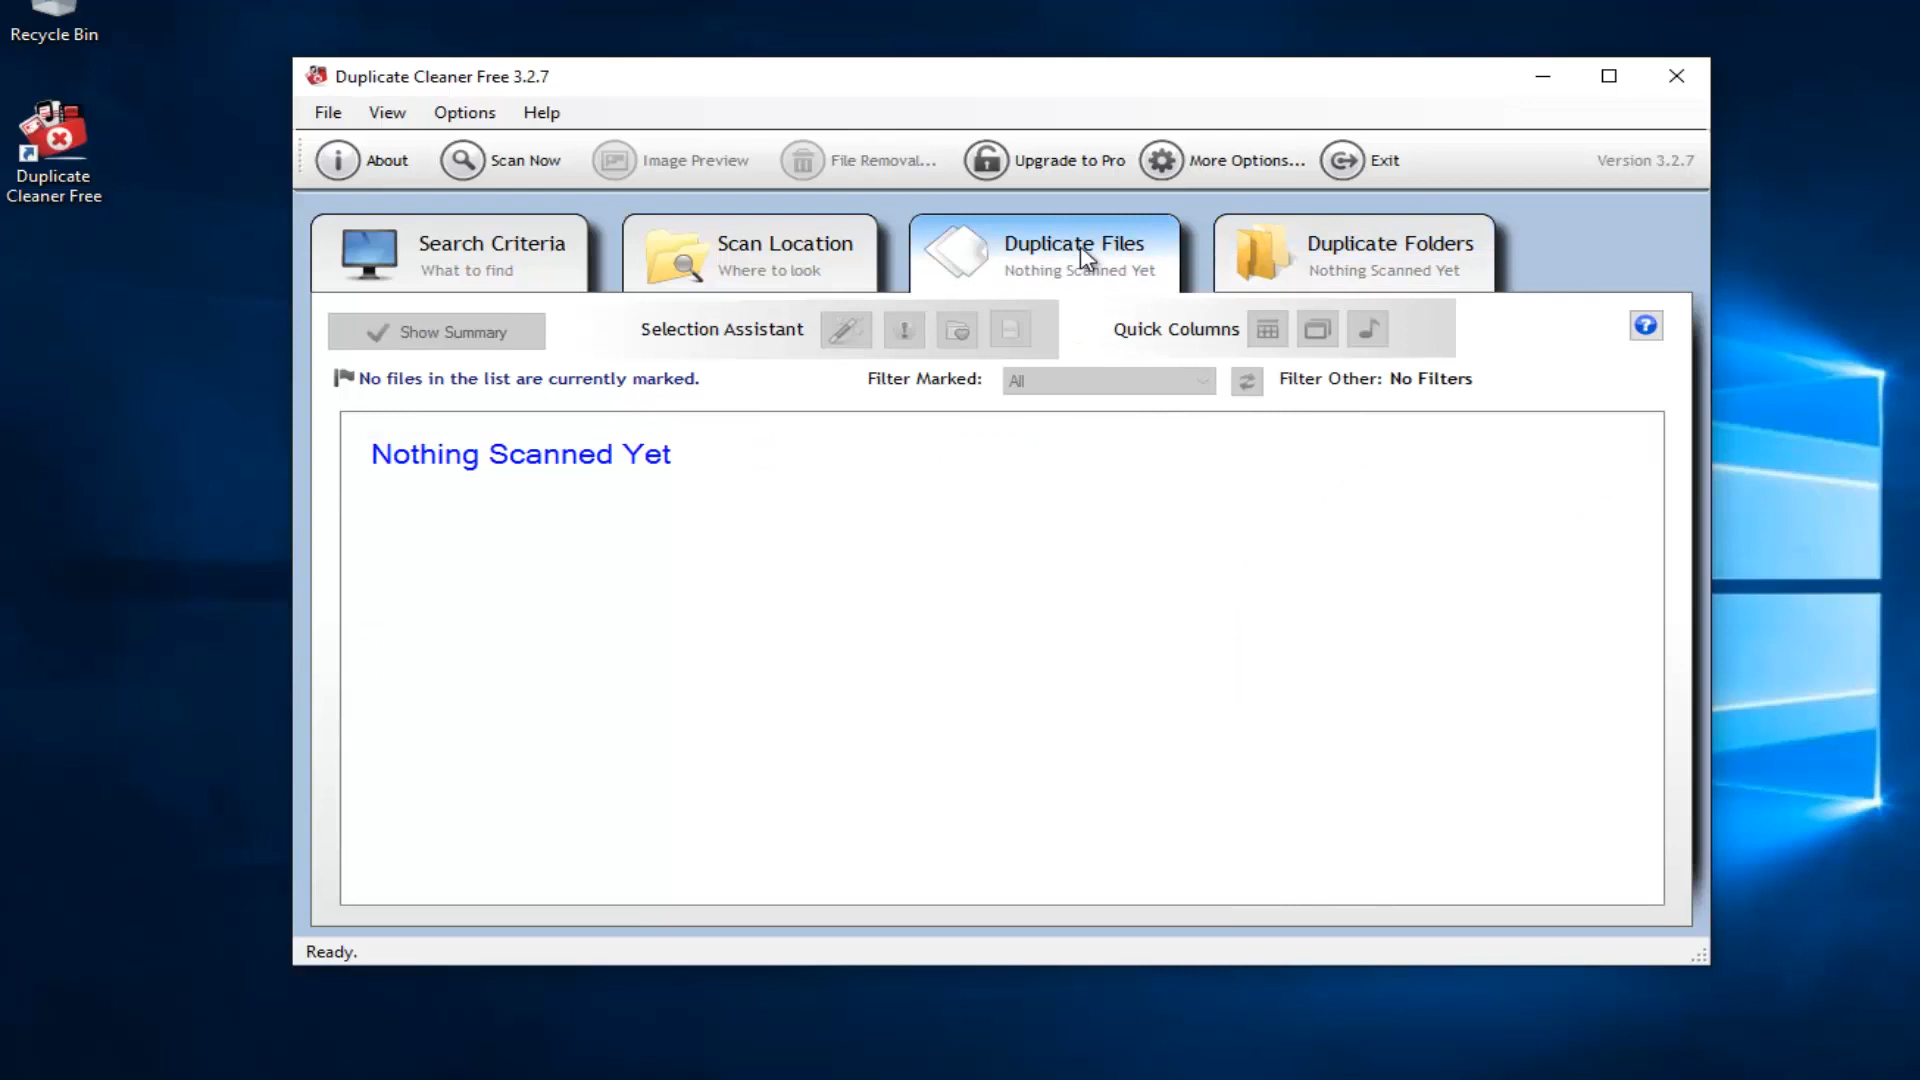 Recycle Bin
Duplicate
Cleaner Free
Duplicate Cleaner Free 3.2.7
File View Options Help
About Scan Now Image Preview File Removal... Upgrade to Pro More Options... Exit Version 3.2.7
Search Criteria
What to find
Scan Location
Where to look
Duplicate Files
Nothing Scanned Yet
Duplicate Folders
Nothing Scanned Yet
Show Summary Selection Assistant Quick Columns
No files in the list are currently marked. Filter Marked: All Filter Other: No Filters
Nothing Scanned Yet
Ready.